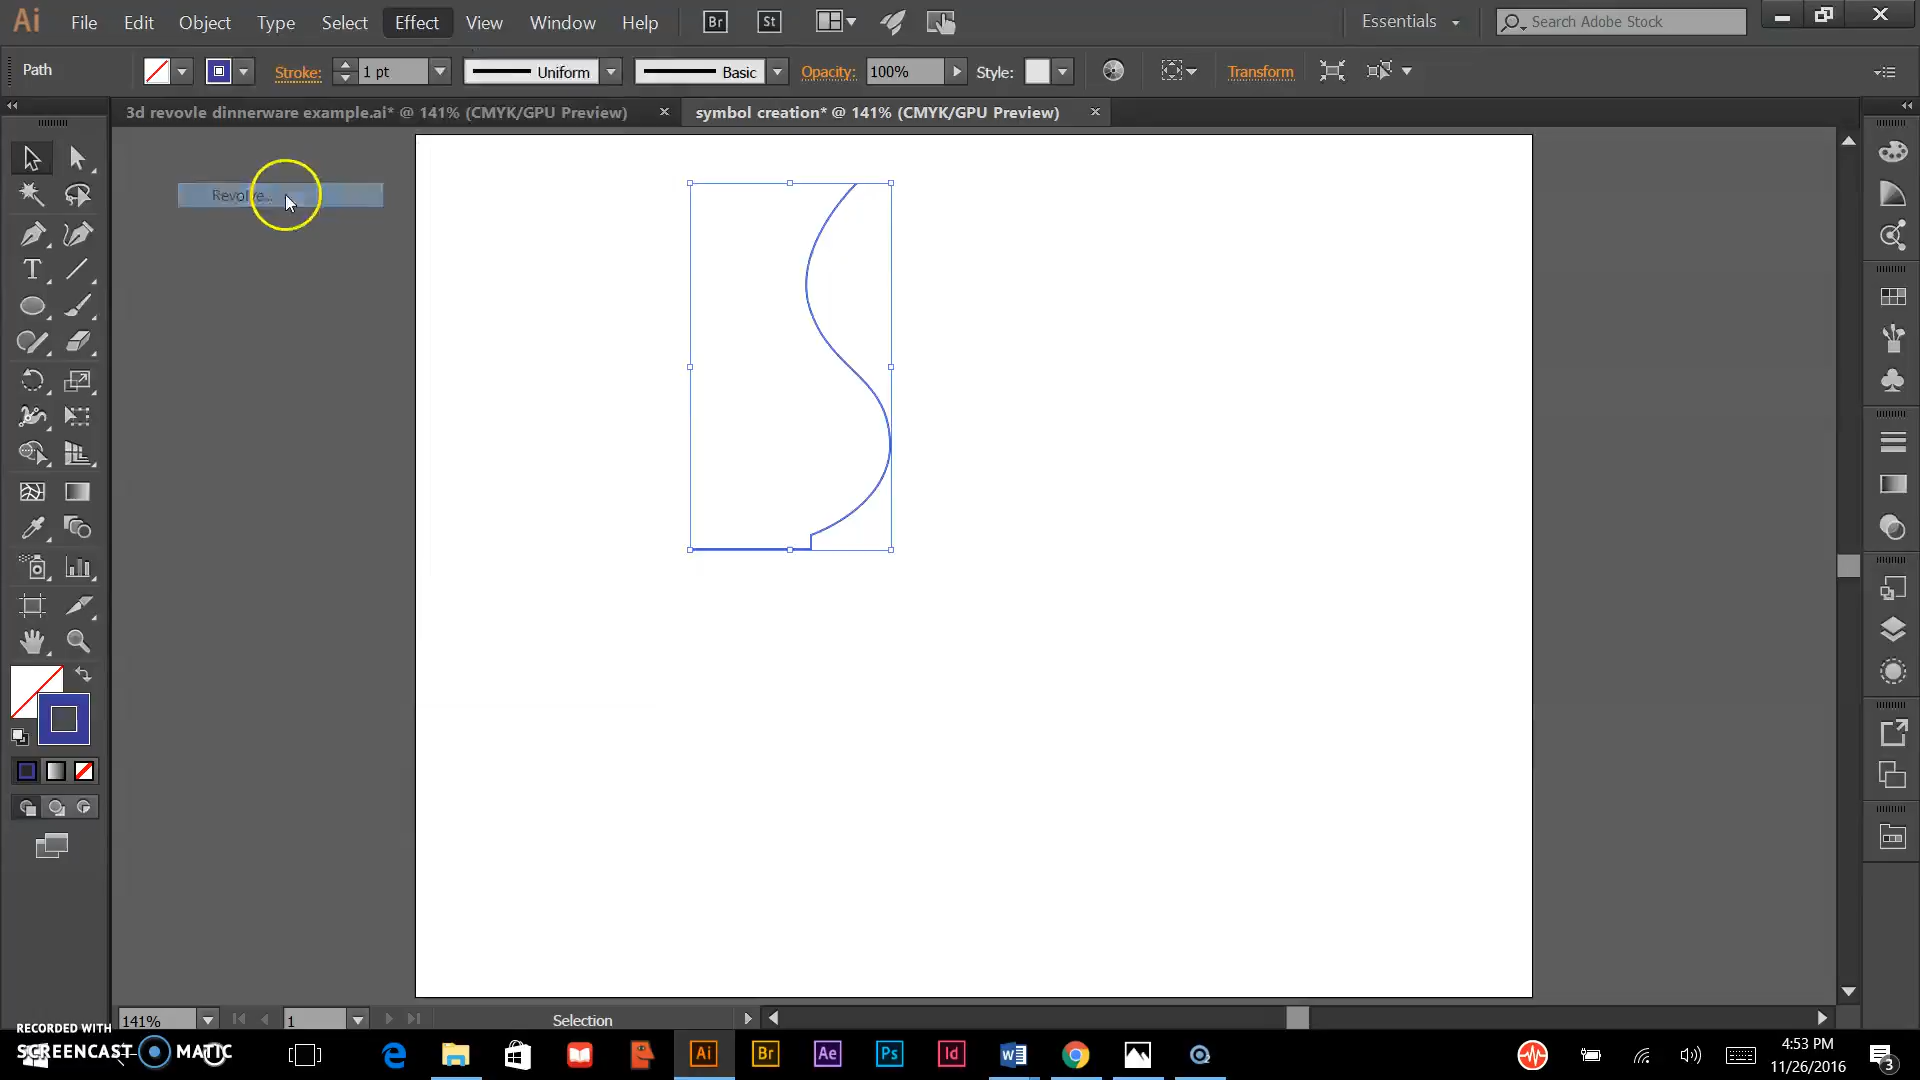 Ai File Edit Object Type Select Effect View Window Help Br St Essentials Search Adobe Stock
Path Stroke: 1 pt Uniform Basic Opacity: 100% Style: Transform
3d revovle dinnerware example.ai* @ 141% (CMYK/GPU Preview) symbol creation* @ 141% (CMYK/GPU Preview)
Revolve...
141% 1 Selection
RECORDED WITH
SCREENCAST MATIC
Ai Br Ae Ps Id
4:53 PM
11/26/2016
3